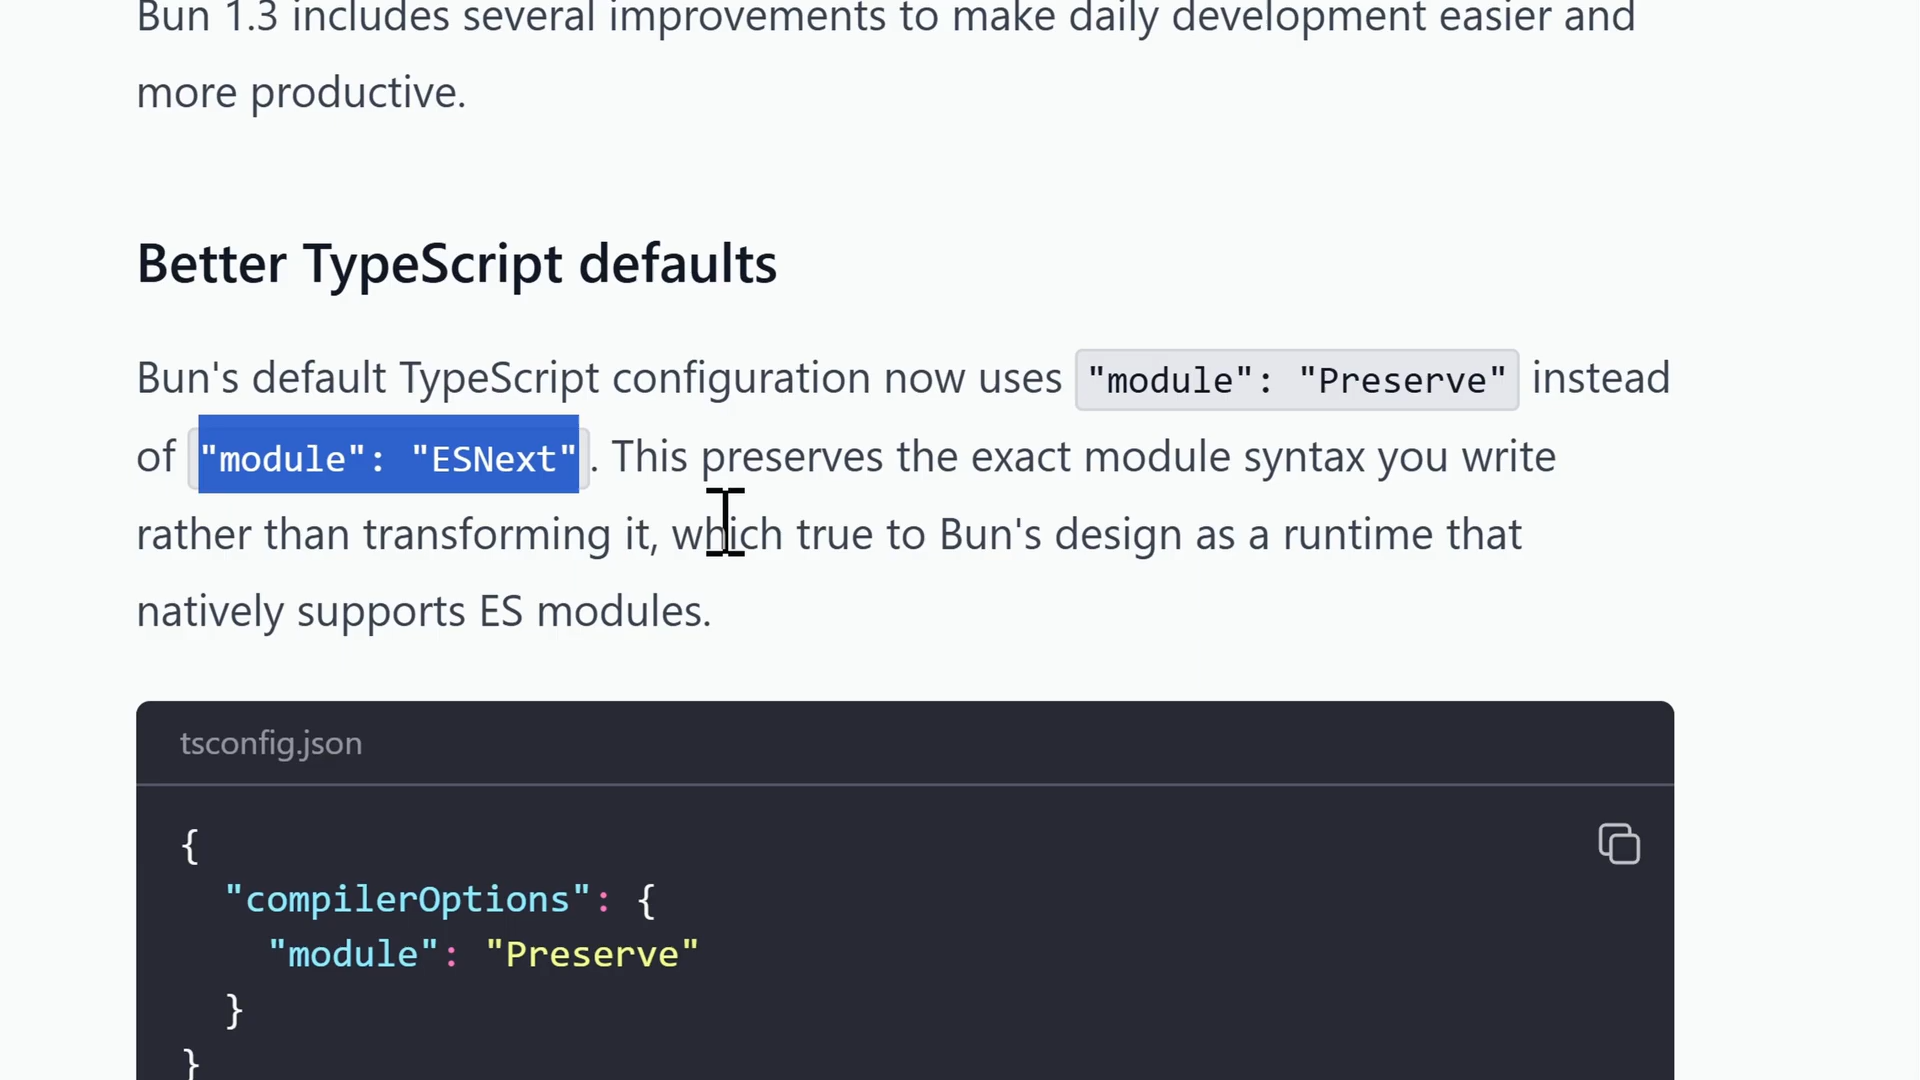 Bun 1.3 includes several improvements to make daily development easier and
more productive.
Better TypeScript defaults
Bun's default TypeScript configuration now uses "module": "Preserve" instead
of "module": "ESNext". This preserves the exact module syntax you write
rather than transforming it, which true to Bun's design as a runtime that
natively supports ES modules.
tsconfig.json
{
  "compilerOptions": {
    "module": "Preserve"
  }
}